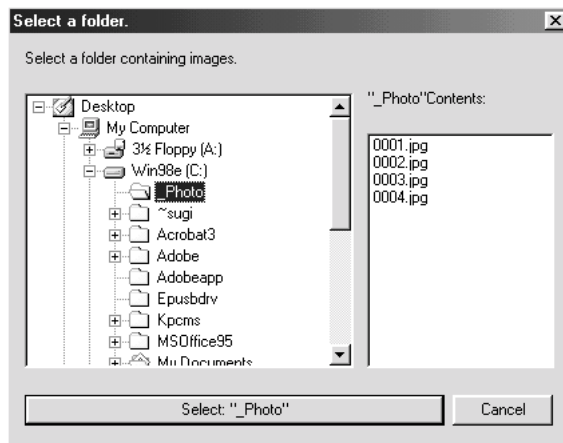 Select a folder.
Select a folder containing images.
Desktop
My Computer
3½ Floppy (A:)
Win98e (C:)
_Photo
~sugi
Acrobat3
Adobe
Adobeapp
Epusbdrv
Kpcms
MSOffice95
My Documents
"_Photo"Contents:
0001.jpg
0002.jpg
0003.jpg
0004.jpg
Select: "_Photo"
Cancel